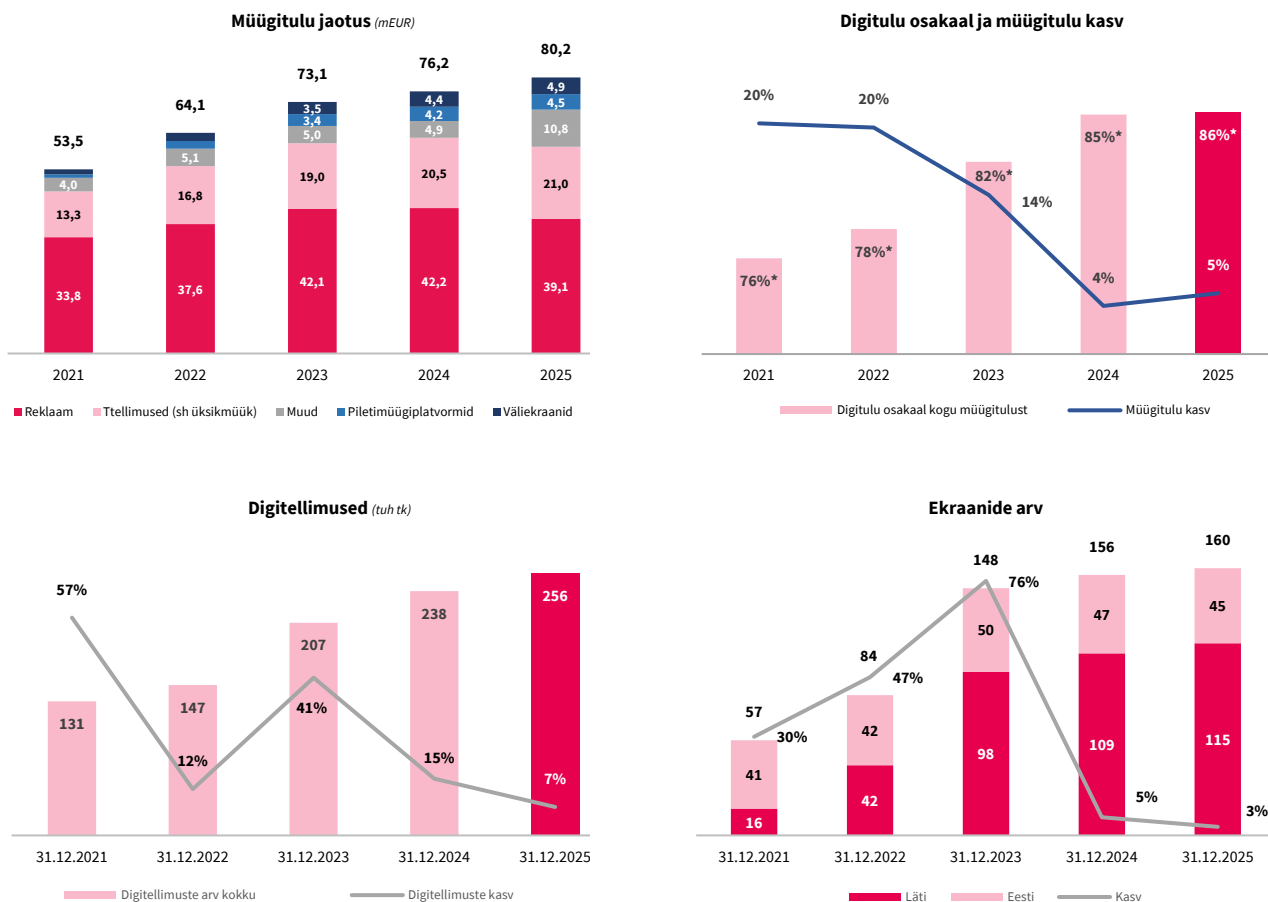 Müügitulu jaotus (mEUR)
53,5
64,1
73,1
76,2
80,2
4,0
13,3
33,8
5,1
16,8
37,6
3,5
3,4
5,0
19,0
42,1
4,4
4,2
4,9
20,5
42,2
4,9
4,5
10,8
21,0
39,1
2021 2022 2023 2024 2025
Reklaam Ttellimused (sh üksikmüük) Muud Piletimüügiplatvormid Väliekraanid
Digitulu osakaal ja müügitulu kasv
20% 20% 14% 4% 5%
76%* 78%* 82%* 85%* 86%*
2021 2022 2023 2024 2025
Digitulu osakaal kogu müügitulust Müügitulu kasv
Digitellimused (tuh tk)
57% 12% 41% 15% 7%
131 147 207 238 256
31.12.2021 31.12.2022 31.12.2023 31.12.2024 31.12.2025
Digitellimuste arv kokku Digitellimuste kasv
Ekraanide arv
57 84 148 156 160
30% 47% 76% 5% 3%
41 42 50 47 45
16 42 98 109 115
31.12.2021 31.12.2022 31.12.2023 31.12.2024 31.12.2025
Läti Eesti Kasv